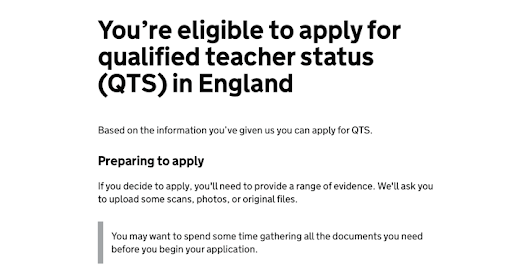 You’re eligible to apply for
qualified teacher status
(QTS) in England
Based on the information you’ve given us you can apply for QTS.
Preparing to apply
If you decide to apply, you'll need to provide a range of evidence. We'll ask you
to upload some scans, photos, or original files.
You may want to spend some time gathering all the documents you need
before you begin your application.